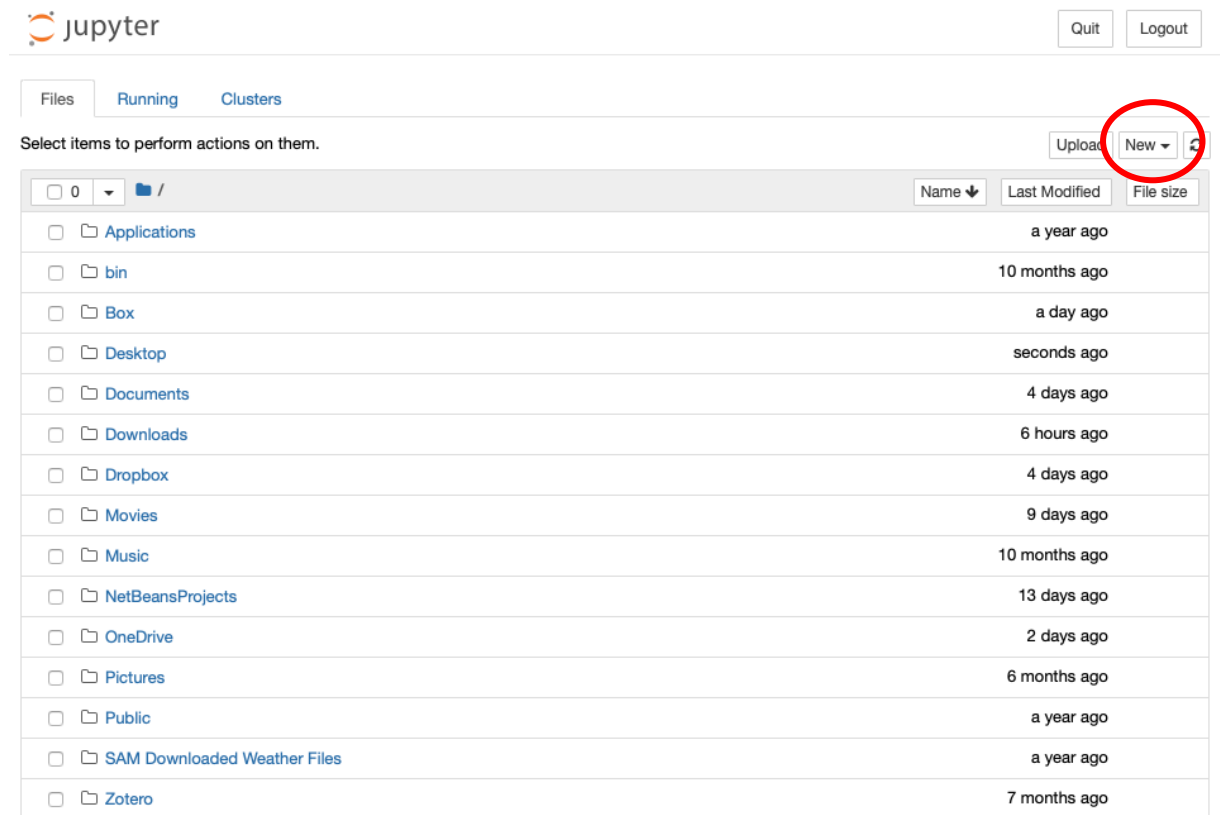 jupyter Quit Logout
Files Running Clusters
Select items to perform actions on them. Upload New
0 / Name Last Modified File size
Applications a year ago
bin 10 months ago
Box a day ago
Desktop seconds ago
Documents 4 days ago
Downloads 6 hours ago
Dropbox 4 days ago
Movies 9 days ago
Music 10 months ago
NetBeansProjects 13 days ago
OneDrive 2 days ago
Pictures 6 months ago
Public a year ago
SAM Downloaded Weather Files a year ago
Zotero 7 months ago